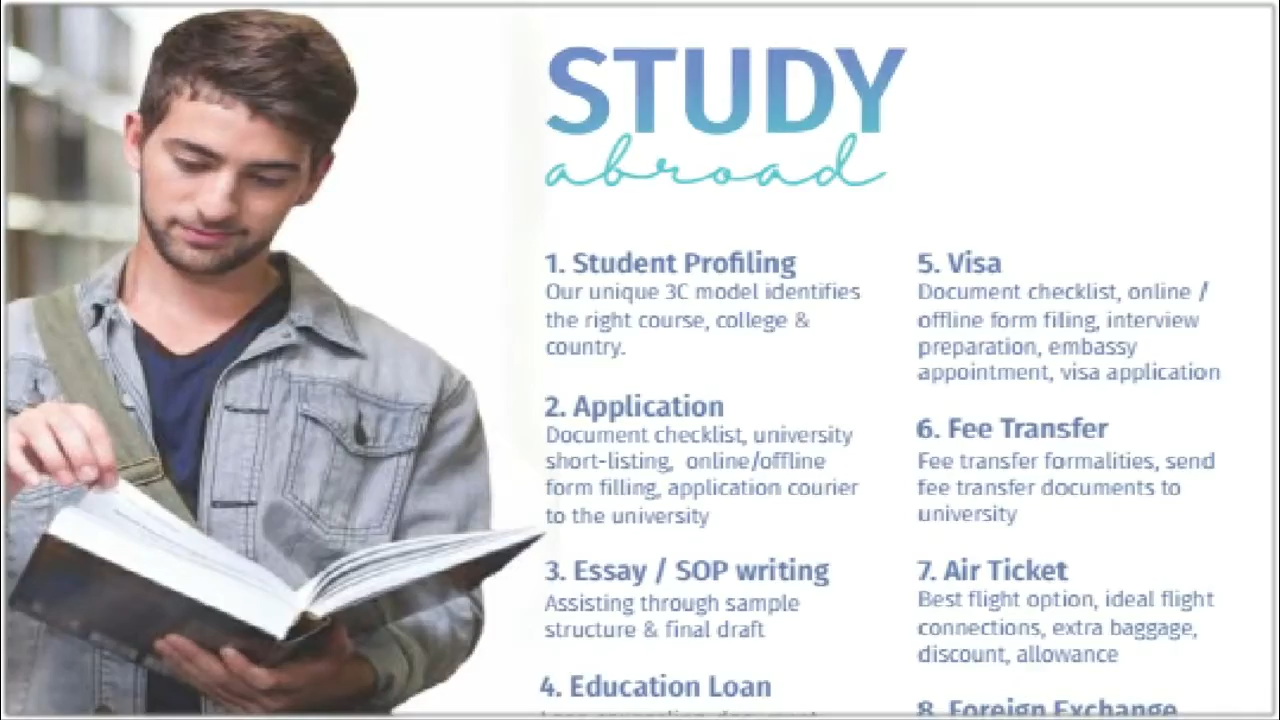 STUDY
abroad
1. Student Profiling
Our unique 3C model identifies
the right course, college &
country.
2. Application
Document checklist, university
short-listing, online/offline
form filling, application courier
to the university
3. Essay / SOP writing
Assisting through sample
structure & final draft
4. Education Loan
5. Visa
Document checklist, online /
offline form filing, interview
preparation, embassy
appointment, visa application
6. Fee Transfer
Fee transfer formalities, send
fee transfer documents to
university
7. Air Ticket
Best flight option, ideal flight
connections, extra baggage,
discount, allowance
8. Foreign Exchange